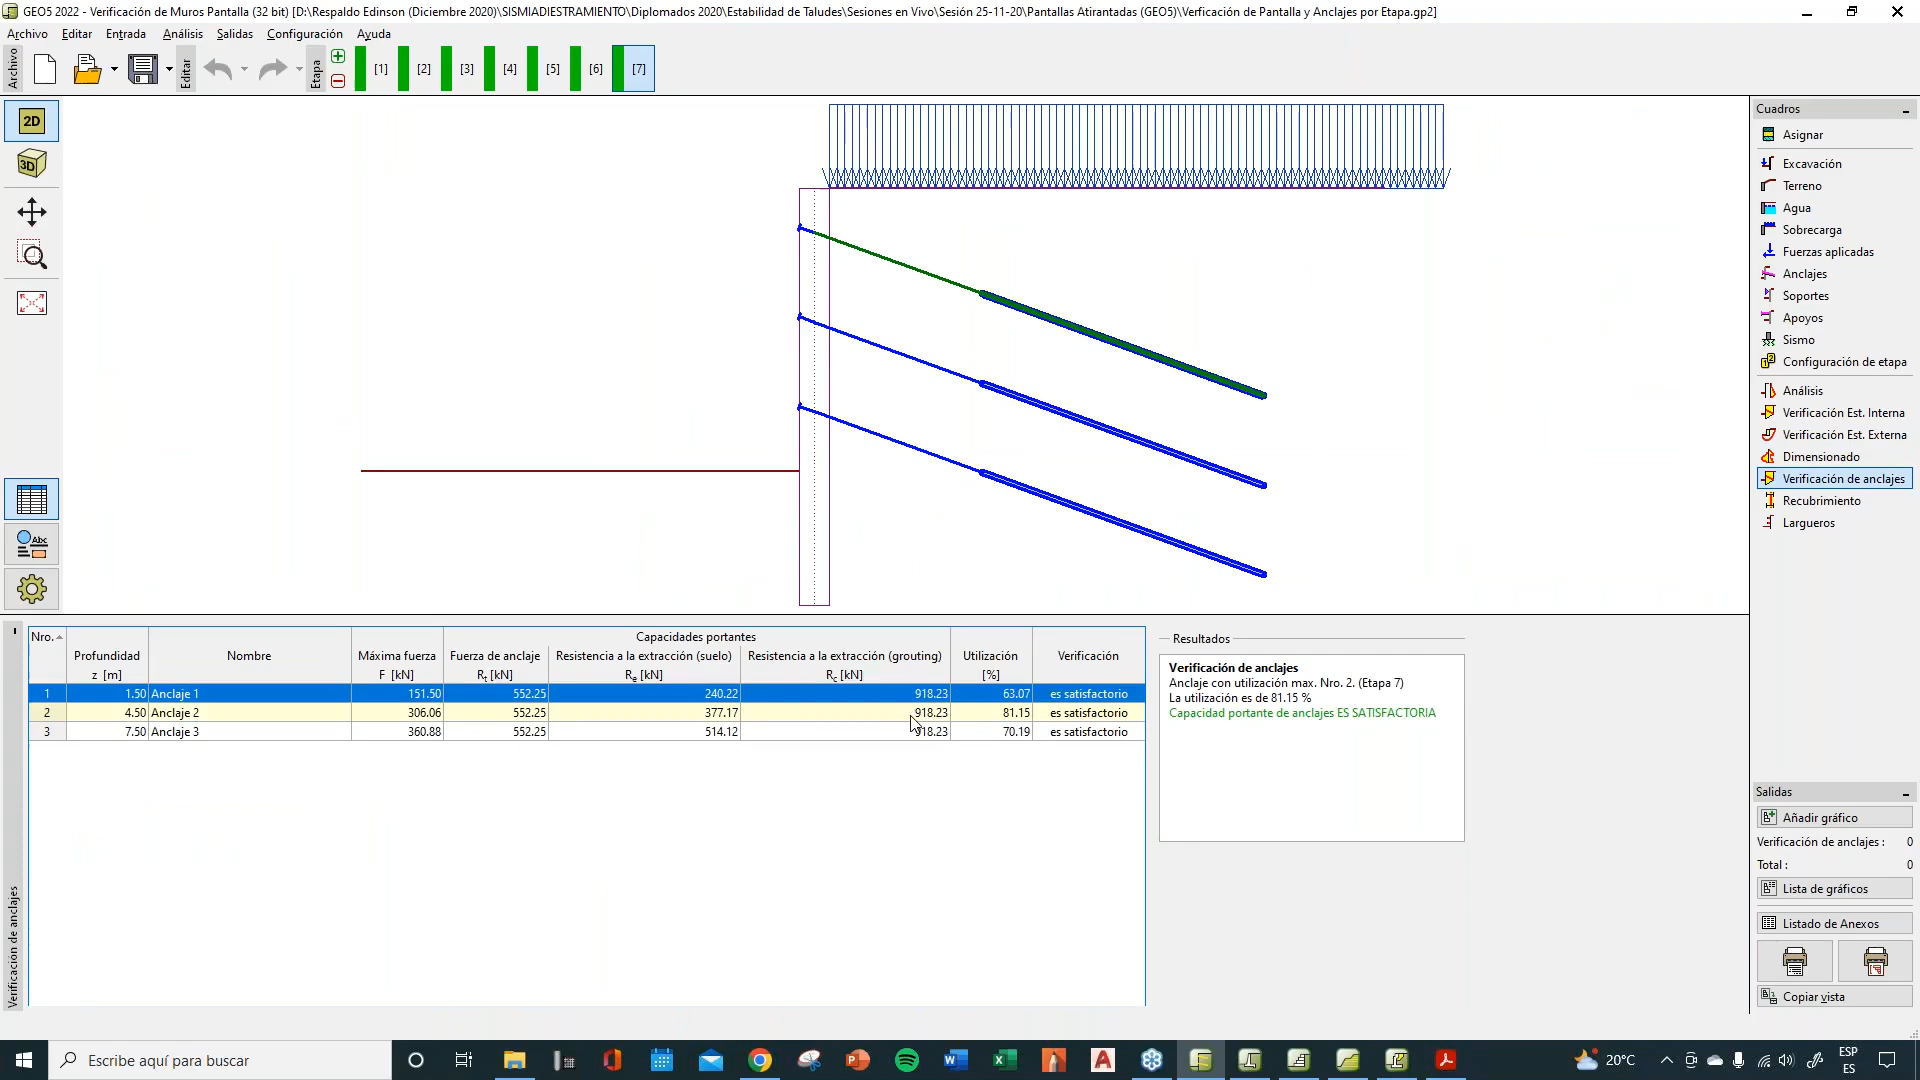 GEO5 2022 - Verificación de Muros Pantalla (32 bit) [D:\Respaldo Edinson (Diciembre 2020)\SISMIADIESTRAMIENTO\Diplomados 2020\Estabilidad de Taludes\Sesiones en Vivo\Sesión 25-11-20\Pantallas Atirantadas (GEO5)\Verficación de Pantalla y Anclajes por Etapa.gp2]
Archivo Editar Entrada Análisis Salidas Configuración Ayuda
Archivo Editar Etapa [1] [2] [3] [4] [5] [6] [7]
2D
3D
Abc
Cuadros
Asignar
Excavación
Terreno
Agua
Sobrecarga
Fuerzas aplicadas
Anclajes
Soportes
Apoyos
Sismo
Configuración de etapa
Análisis
Verificación Est. Interna
Verificación Est. Externa
Dimensionado
Verificación de anclajes
Recubrimiento
Largueros
Verificación de anclajes
Nro. Capacidades portantes
Profundidad Nombre Máxima fuerza Fuerza de anclaje Resistencia a la extracción (suelo) Resistencia a la extracción (grouting) Utilización Verificación
z [m] F [kN] Rt [kN] Re [kN] Rc [kN] [%]
1 1.50 Anclaje 1 151.50 552.25 240.22 918.23 63.07 es satisfactorio
2 4.50 Anclaje 2 306.06 552.25 377.17 918.23 81.15 es satisfactorio
3 7.50 Anclaje 3 360.88 552.25 514.12 918.23 70.19 es satisfactorio
Resultados
Verificación de anclajes
Anclaje con utilización max. Nro. 2. (Etapa 7)
La utilización es de 81.15 %
Capacidad portante de anclajes ES SATISFACTORIA
Salidas
Añadir gráfico
Verificación de anclajes : 0
Total : 0
Lista de gráficos
Listado de Anexos
Copiar vista
Escribe aquí para buscar
20°C
ESP
ES